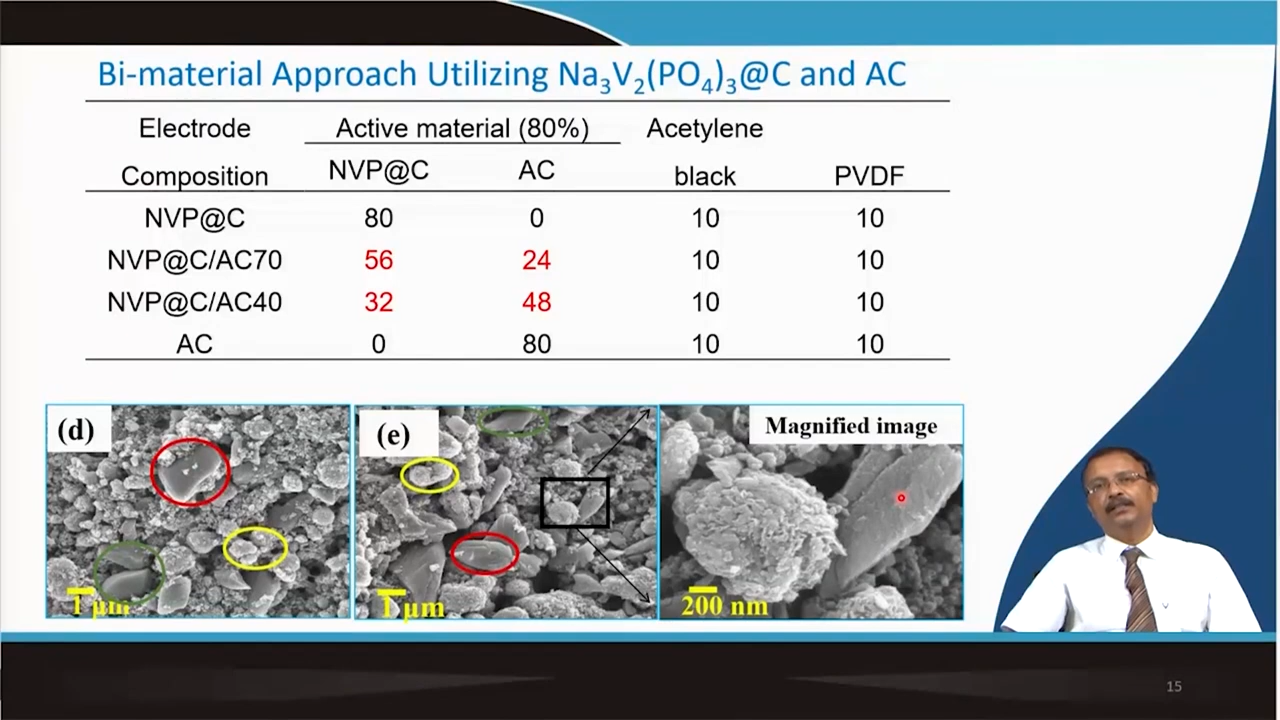 Bi-material Approach Utilizing Na₃V₂(PO₄)₃@C and AC
Electrode Active material (80%) Acetylene
Composition NVP@C AC black PVDF
NVP@C 80 0 10 10
NVP@C/AC70 56 24 10 10
NVP@C/AC40 32 48 10 10
AC 0 80 10 10
(d) (e) Magnified image
1 µm 1 µm 200 nm
15